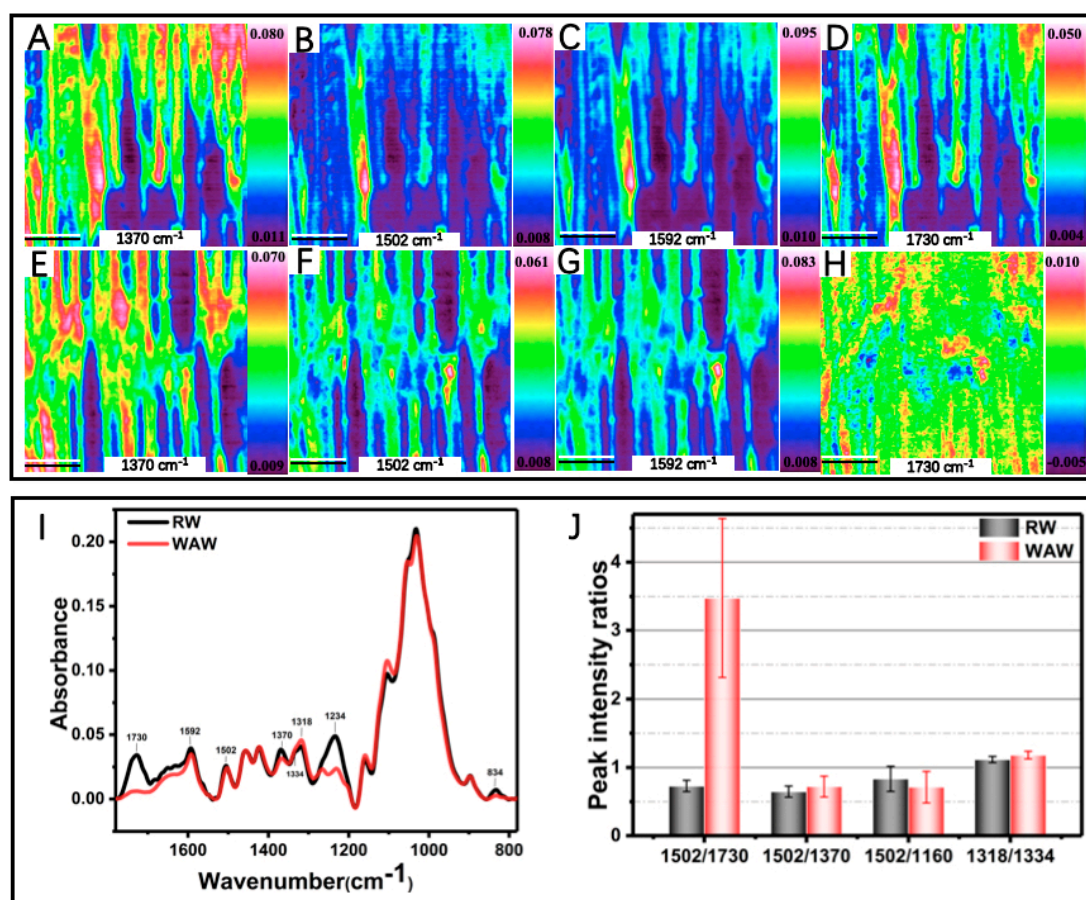 A
1370 cm-1
0.080
0.011
B
1502 cm-1
0.078
0.008
C
1592 cm-1
0.095
0.010
D
1730 cm-1
0.050
0.004
E
1370 cm-1
0.070
0.009
F
1502 cm-1
0.061
0.008
G
1592 cm-1
0.083
0.008
H
1730 cm-1
0.010
-0.005
I
RW
WAW
Absorbance
0.20
0.15
0.10
0.05
0.00
1730
1592
1502
1370
1318
1334
1234
834
1600
1400
1200
1000
800
Wavenumber(cm-1)
J
RW
WAW
Peak intensity ratios
4
3
2
1
0
1502/1730
1502/1370
1502/1160
1318/1334